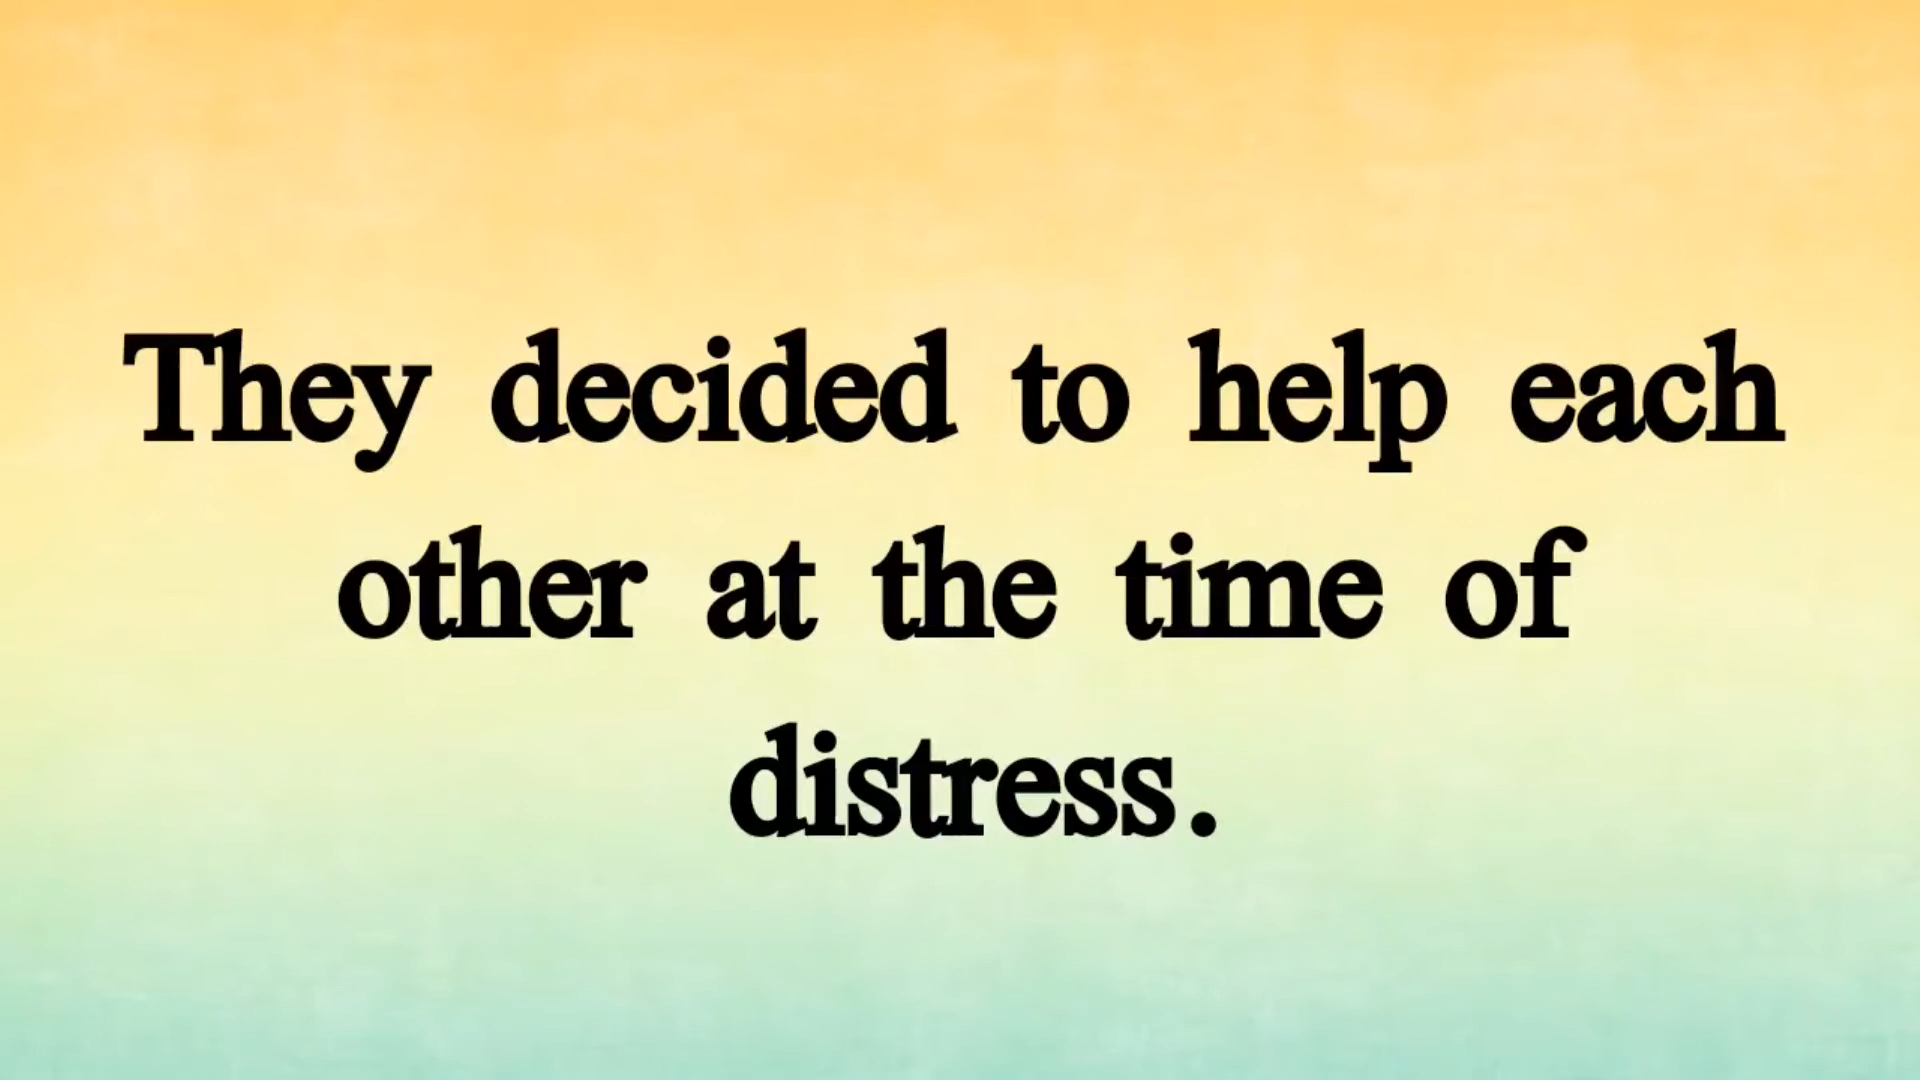 They decided to help each
other at the time of
distress.